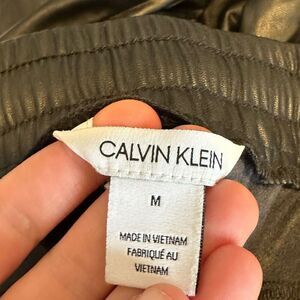 CALVIN KLEIN
M
MADE IN VIETNAM
FABRIQUÉ AU
VIETNAM